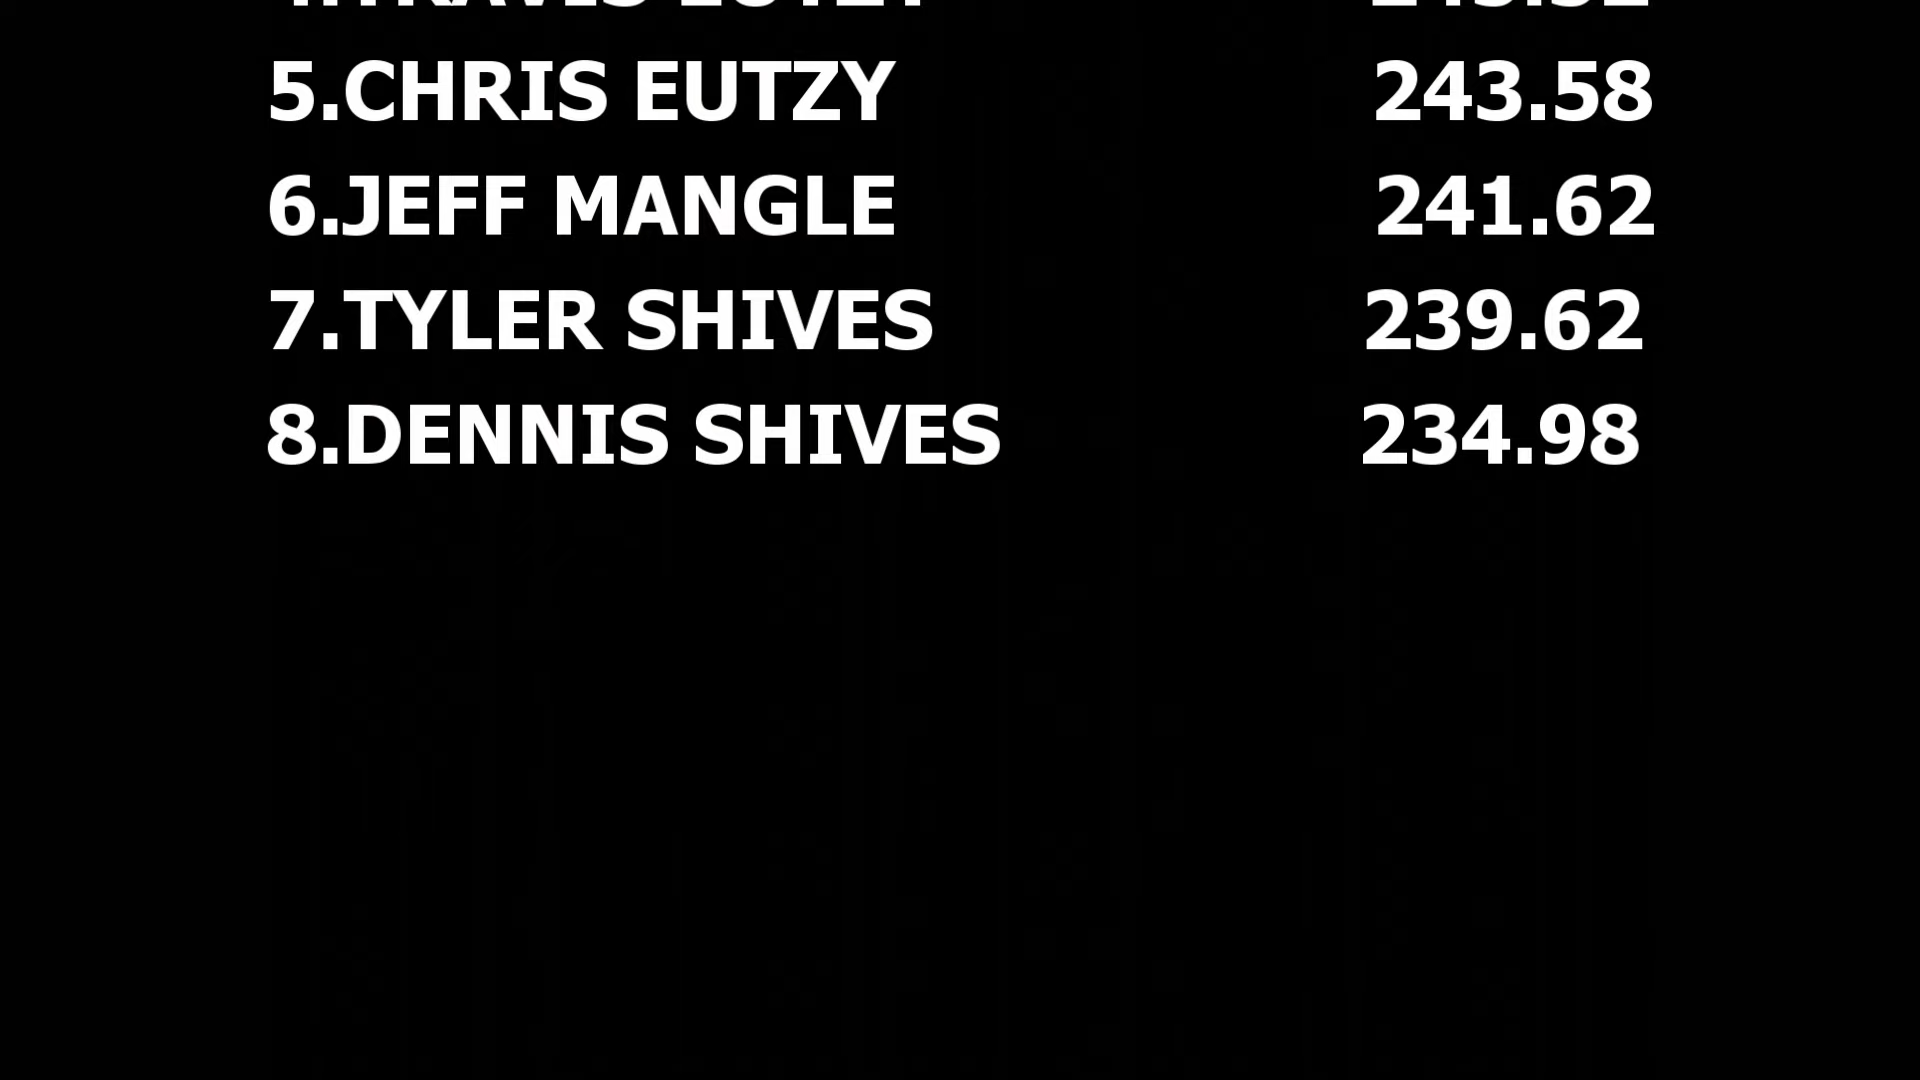 5.CHRIS EUTZY 243.58
6.JEFF MANGLE 241.62
7.TYLER SHIVES 239.62
8.DENNIS SHIVES 234.98